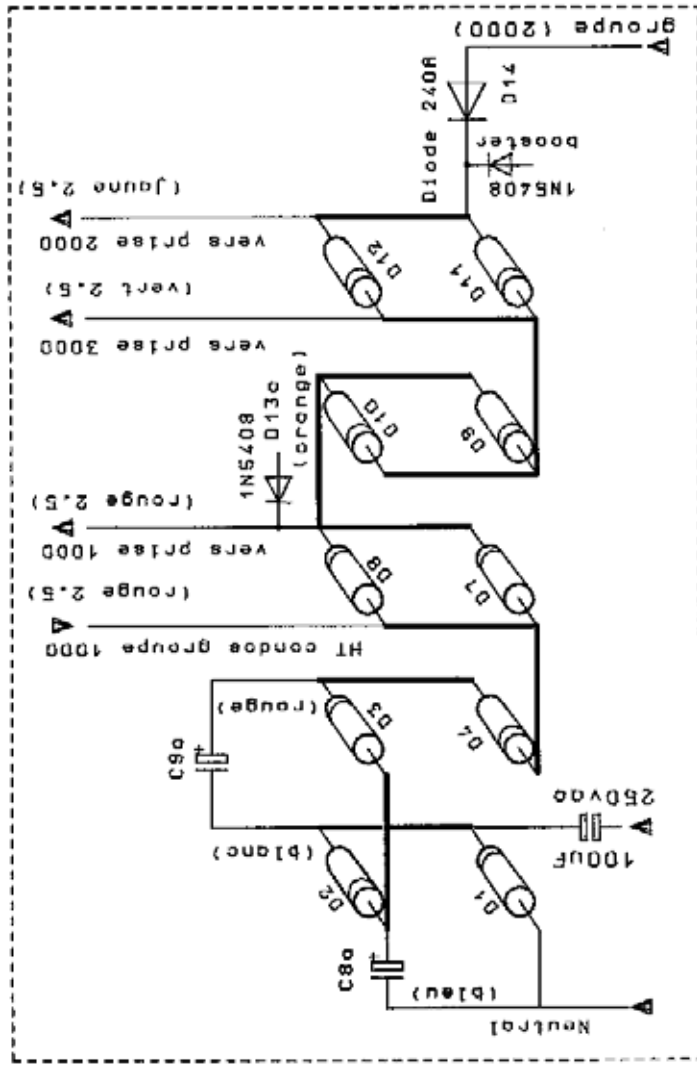 groupe (2000)
Diode 240A
D14
booster
1N5408
(jaune 2.5)
vers prise 2000
D12
D11
(vert 2.5)
vers prise 3000
1N5408
D13c
(orange)
D10
D9
(rouge 2.5)
vers prise 1000
D8
D7
(rouge 2.5)
HT condos groupe 1000
(rouge)
D3
D4
C9a
250vac
100uF
(blanc)
D2
D1
C8a
(bleu)
Neutral